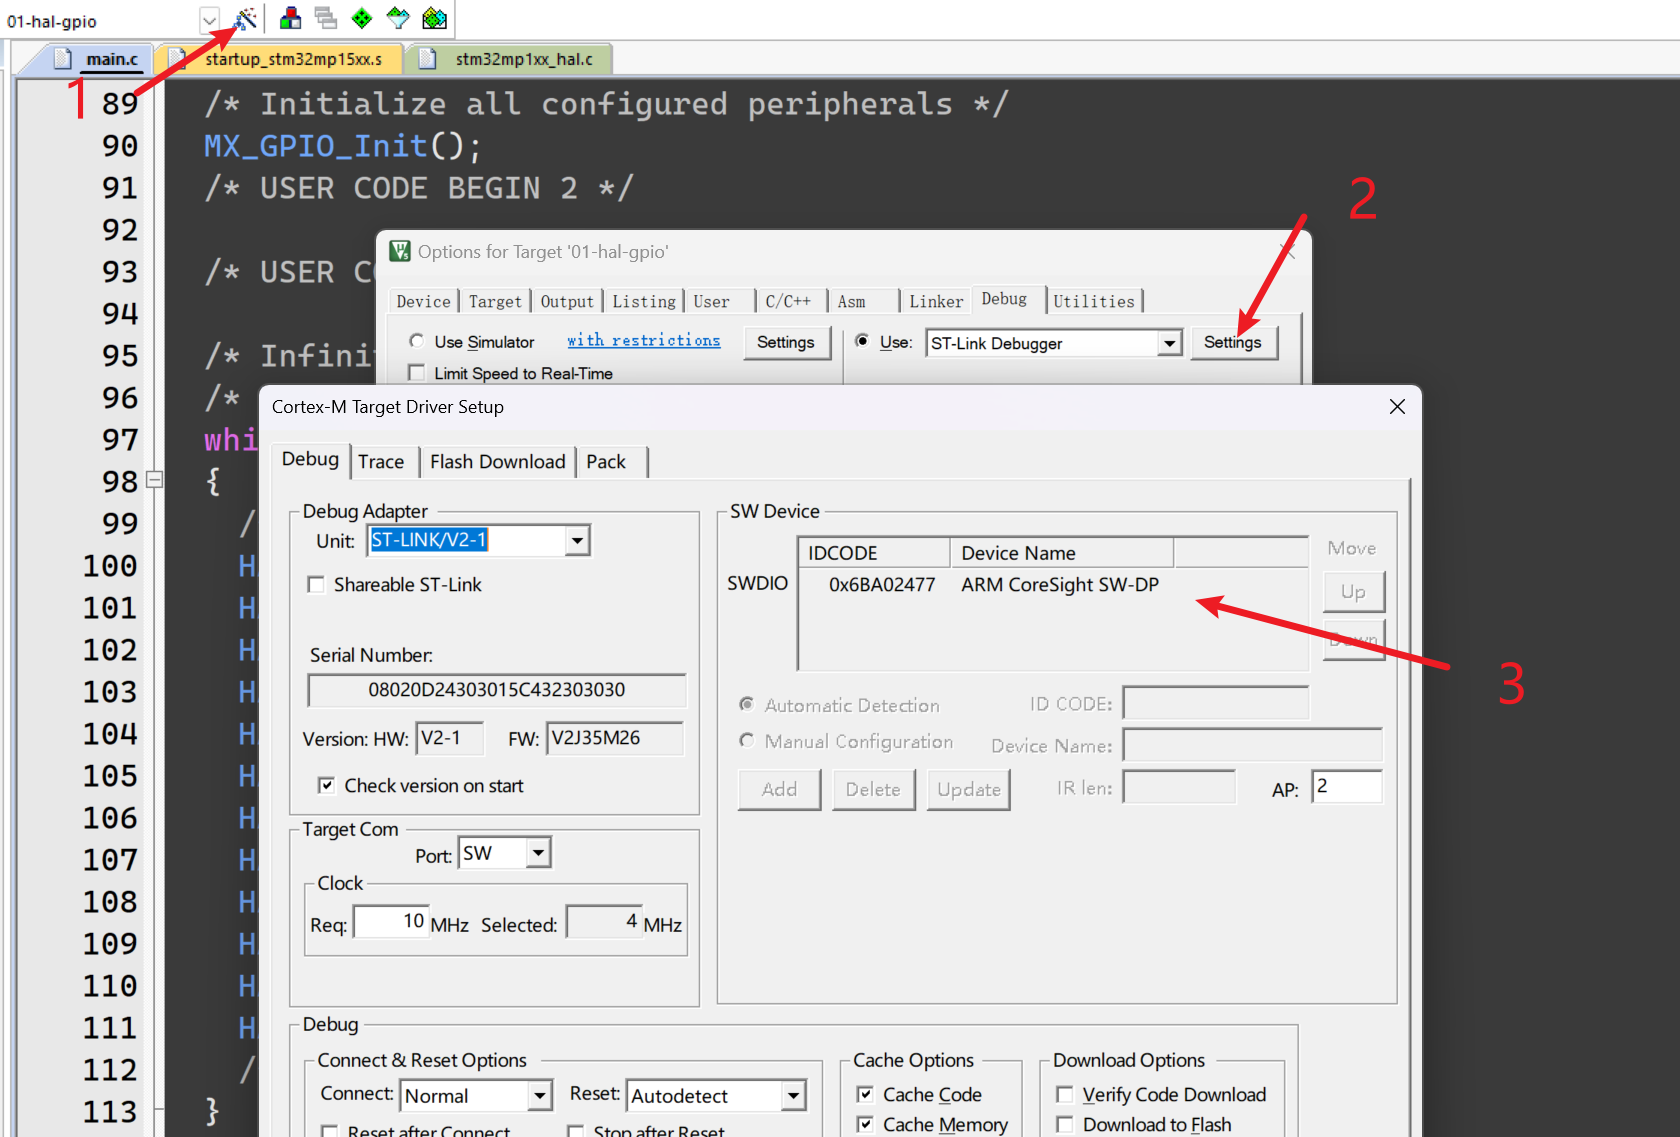 01-hal-gpio
main.c
startup_stm32mp15xx.s
stm32mp1xx_hal.c
1
89 /* Initialize all configured peripherals */
90 MX_GPIO_Init();
91 /* USER CODE BEGIN 2 */
2
92
93 /* USER C
94
95 /* Infini
96 /*
97 whi
98 {
99 /
100 H
101 H
102 H
103 H
104 H
105 H
106 H
107 H
108 H
109 H
110 H
111 H
112 /
113 }
Options for Target '01-hal-gpio'
Device Target Output Listing User C/C++ Asm Linker Debug Utilities
Use Simulator with restrictions Settings Use: ST-Link Debugger Settings
Limit Speed to Real-Time
Cortex-M Target Driver Setup
Debug Trace Flash Download Pack
Debug Adapter
Unit: ST-LINK/V2-1
Shareable ST-Link
Serial Number:
08020D24303015C432303030
Version: HW: V2-1 FW: V2J35M26
Check version on start
Target Com
Port: SW
Clock
Req: 10 MHz Selected: 4 MHz
SW Device
IDCODE Device Name
SWDIO 0x6BA02477 ARM CoreSight SW-DP
Move
Up
Down
3
Automatic Detection ID CODE:
Manual Configuration Device Name:
Add Delete Update IR len: AP: 2
Debug
Connect & Reset Options
Connect: Normal Reset: Autodetect
Reset after Connect Stop after Reset
Cache Options
Cache Code
Cache Memory
Download Options
Verify Code Download
Download to Flash